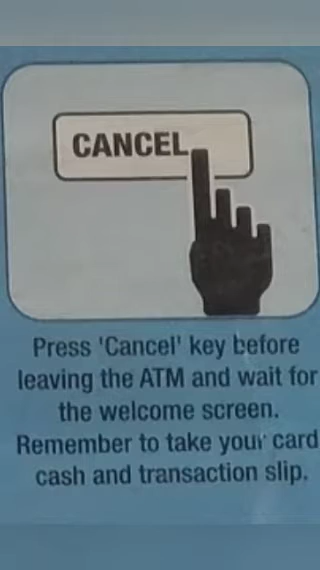 CANCEL
Press 'Cancel' key before
leaving the ATM and wait for
the welcome screen.
Remember to take your card
cash and transaction slip.